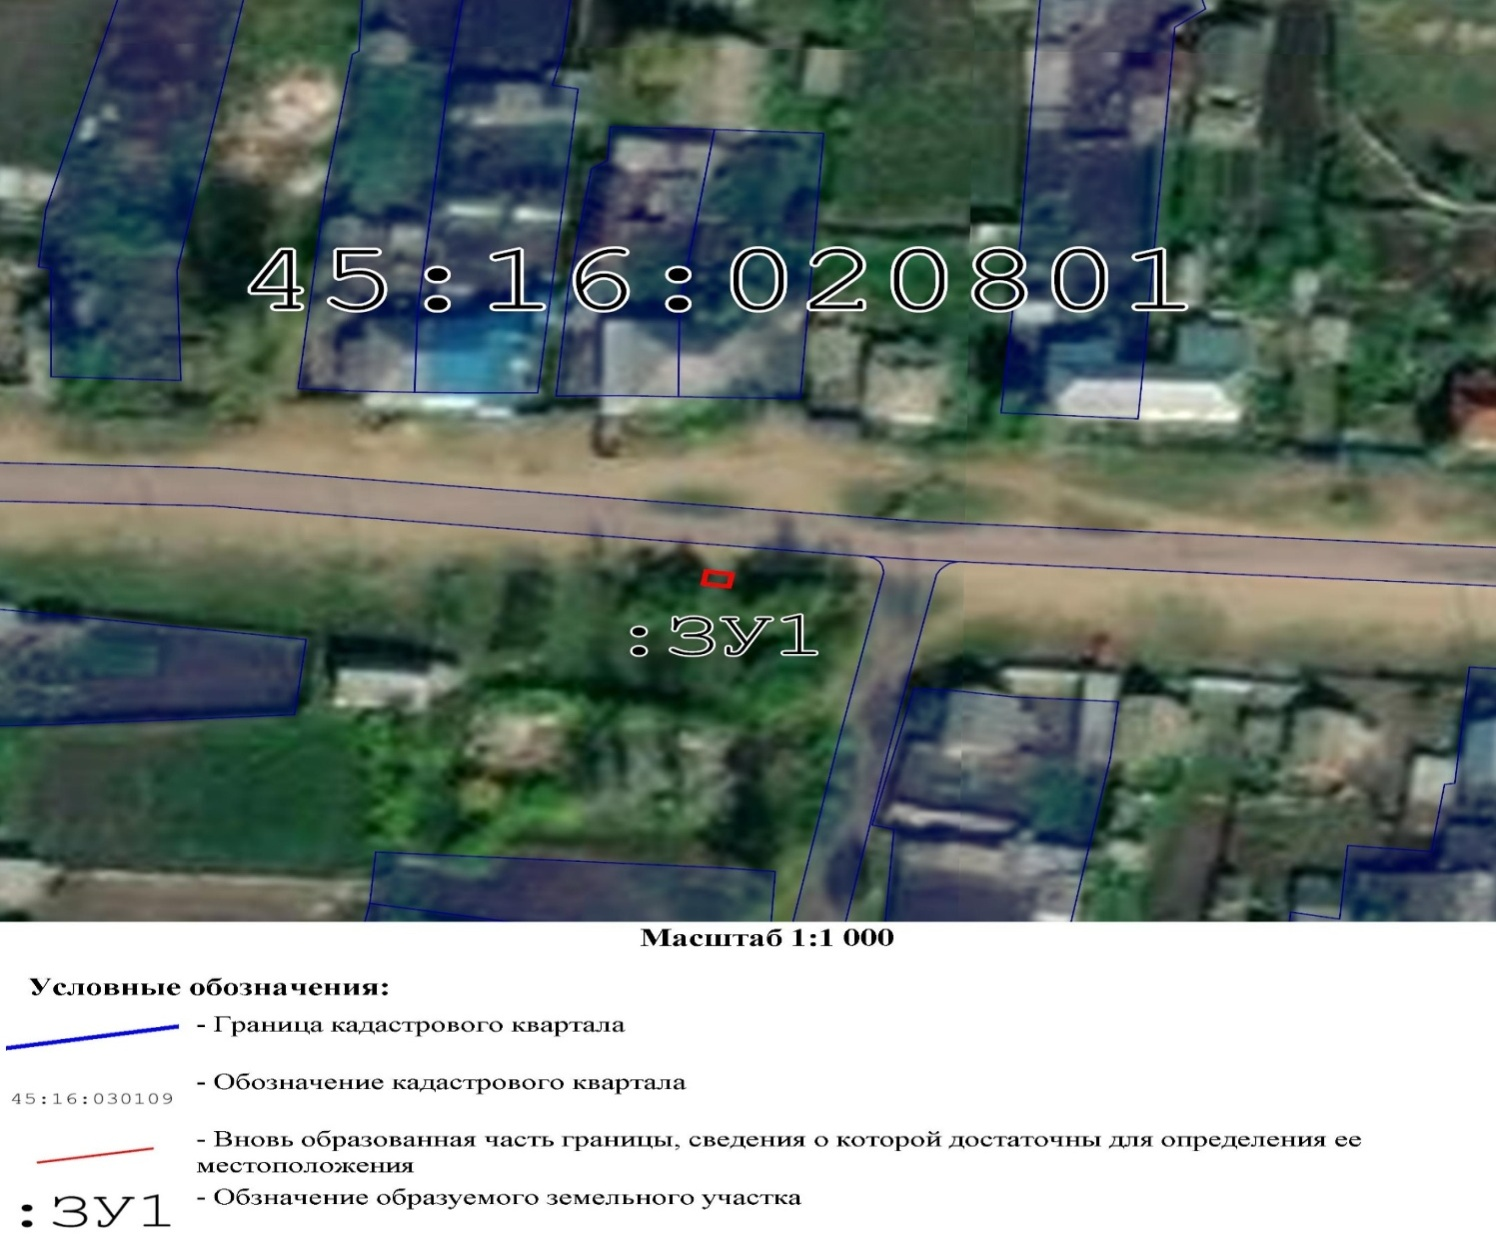 45:16:020801
:ЗУ1
Масштаб 1:1 000
Условные обозначения:
- Граница кадастрового квартала
- Обозначение кадастрового квартала
45:16:030109
- Вновь образованная часть границы, сведения о которой достаточны для определения ее
местоположения
- Обзначение образуемого земельного участка
:ЗУ1